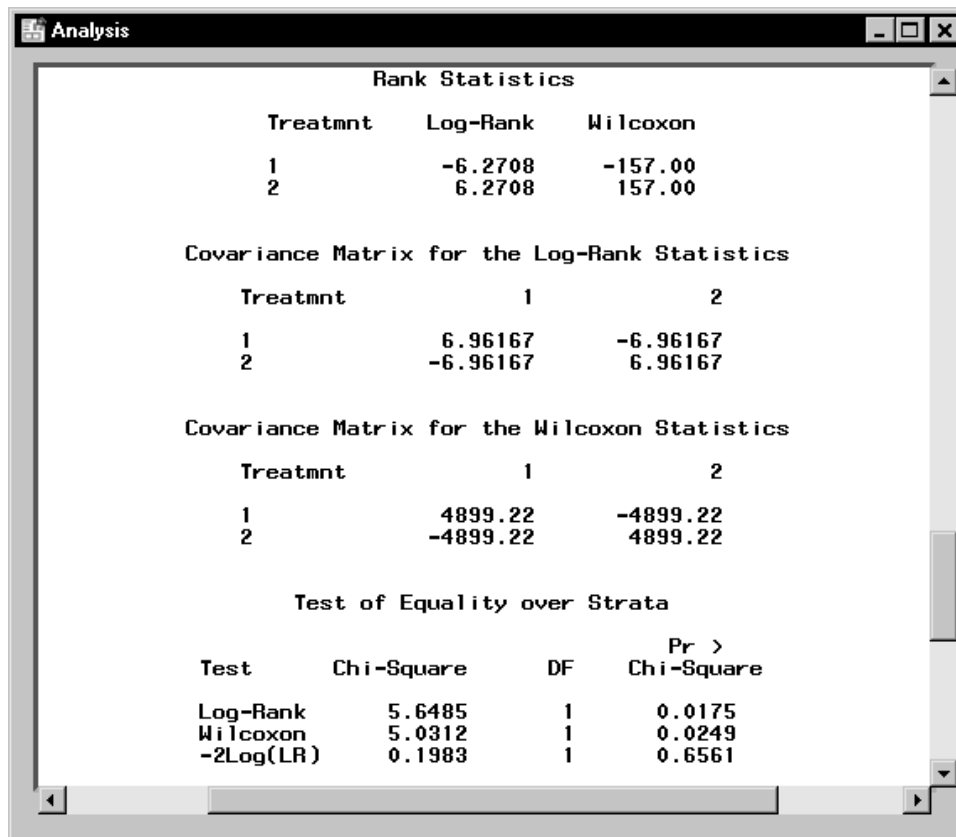 Analysis
Rank Statistics
Treatmnt Log-Rank Wilcoxon
1 -6.2708 -157.00
2 6.2708 157.00
Covariance Matrix for the Log-Rank Statistics
Treatmnt 1 2
1 6.96167 -6.96167
2 -6.96167 6.96167
Covariance Matrix for the Wilcoxon Statistics
Treatmnt 1 2
1 4899.22 -4899.22
2 -4899.22 4899.22
Test of Equality over Strata
Pr >
Test Chi-Square DF Chi-Square
Log-Rank 5.6485 1 0.0175
Wilcoxon 5.0312 1 0.0249
-2Log(LR) 0.1983 1 0.6561